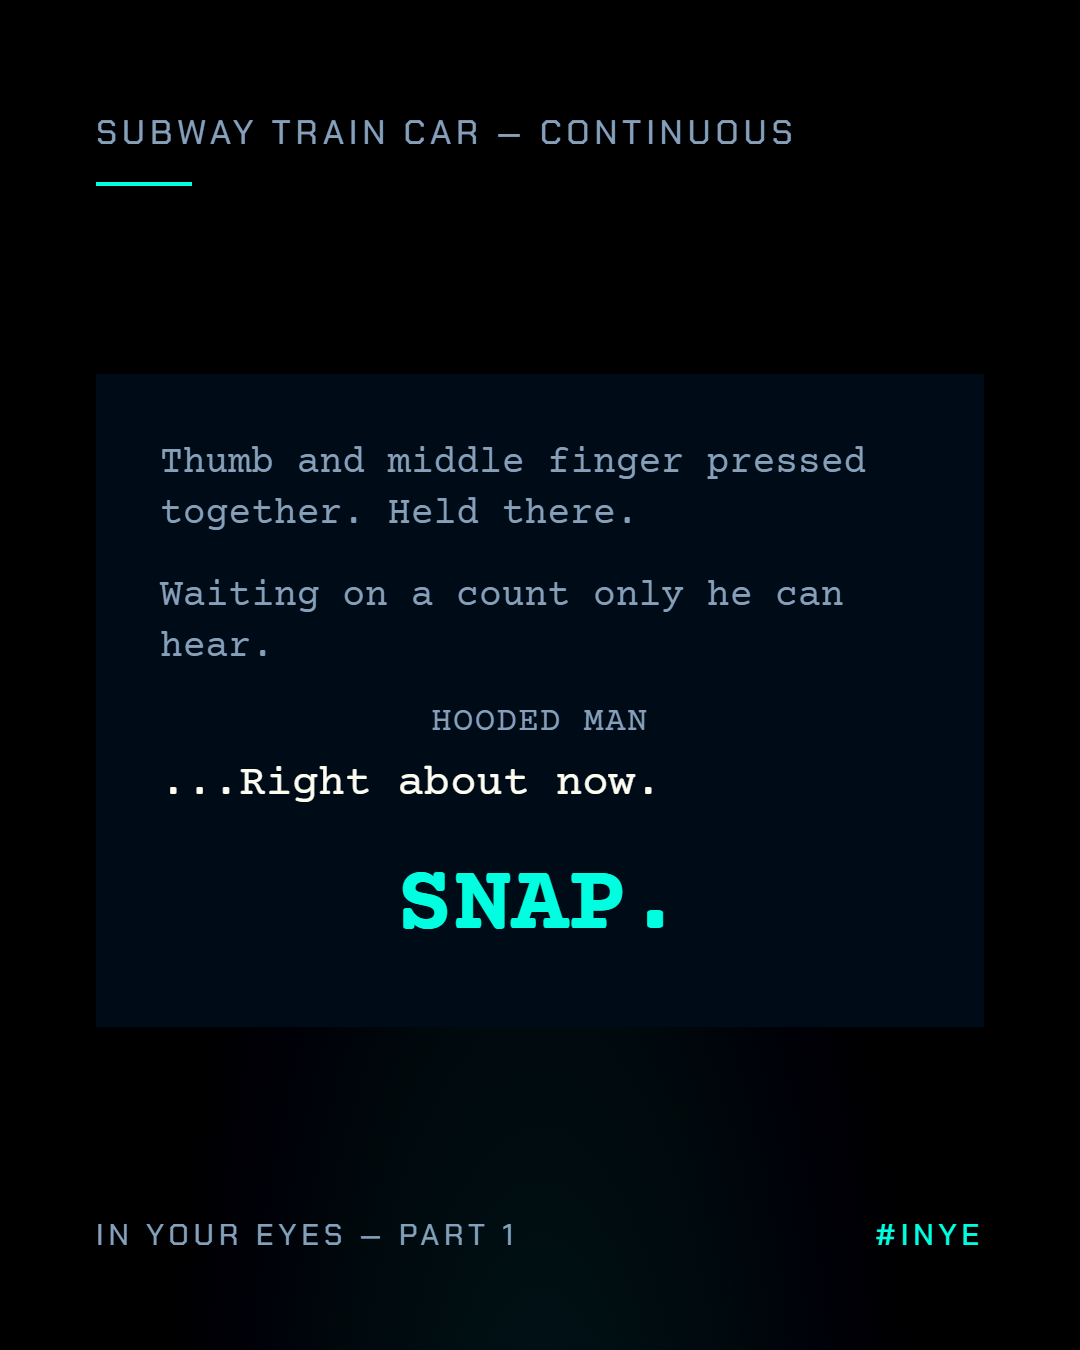 SUBWAY TRAIN CAR — CONTINUOUS
Thumb and middle finger pressed
together. Held there.
Waiting on a count only he can
hear.
HOODED MAN
...Right about now.
SNAP.
IN YOUR EYES — PART 1
#INYE